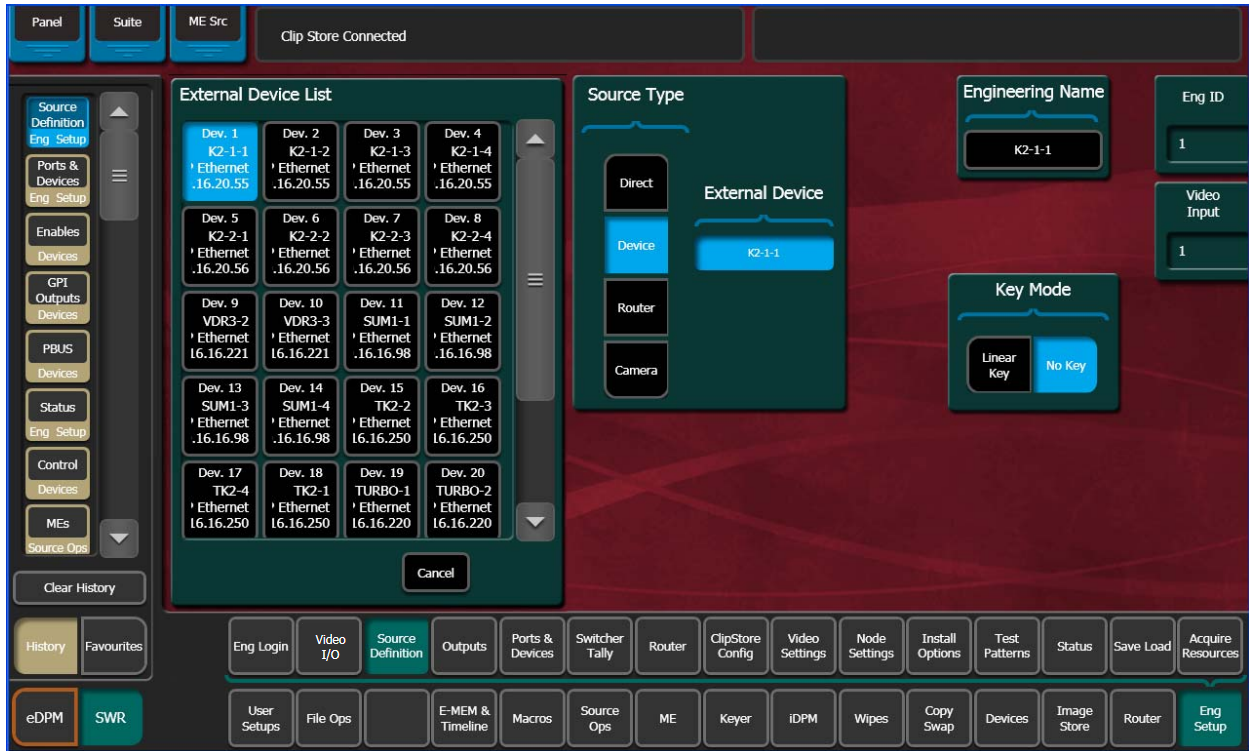 Panel
Suite
ME Src
Clip Store Connected
Source
Definition
Eng Setup
Ports &
Devices
Eng Setup
Enables
Devices
GPI
Outputs
Devices
PBUS
Devices
Status
Eng Setup
Control
Devices
MEs
Source Ops
Clear History
History
Favourites
eDPM
SWR
External Device List
Dev. 1
K2-1-1
Ethernet
.16.20.55
Dev. 2
K2-1-2
Ethernet
.16.20.55
Dev. 3
K2-1-3
Ethernet
.16.20.55
Dev. 4
K2-1-4
Ethernet
.16.20.55
Dev. 5
K2-2-1
Ethernet
.16.20.56
Dev. 6
K2-2-2
Ethernet
.16.20.56
Dev. 7
K2-2-3
Ethernet
.16.20.56
Dev. 8
K2-2-4
Ethernet
.16.20.56
Dev. 9
VDR3-2
Ethernet
16.16.221
Dev. 10
VDR3-3
Ethernet
16.16.221
Dev. 11
SUM1-1
Ethernet
.16.16.98
Dev. 12
SUM1-2
Ethernet
.16.16.98
Dev. 13
SUM1-3
Ethernet
.16.16.98
Dev. 14
SUM1-4
Ethernet
.16.16.98
Dev. 15
TK2-2
Ethernet
16.16.250
Dev. 16
TK2-3
Ethernet
16.16.250
Dev. 17
TK2-4
Ethernet
16.16.250
Dev. 18
TK2-1
Ethernet
16.16.250
Dev. 19
TURBO-1
Ethernet
16.16.220
Dev. 20
TURBO-2
Ethernet
16.16.220
Cancel
Source Type
Direct
Device
Router
Camera
External Device
K2-1-1
Engineering Name
K2-1-1
Eng ID
1
Video
Input
1
Key Mode
Linear
Key
No Key
Eng Login
Video
I/O
Source
Definition
Outputs
Ports &
Devices
Switcher
Tally
Router
ClipStore
Config
Video
Settings
Node
Settings
Install
Options
Test
Patterns
Status
Save Load
Acquire
Resources
User
Setups
File Ops
E-MEM &
Timeline
Macros
Source
Ops
ME
Keyer
iDPM
Wipes
Copy
Swap
Devices
Image
Store
Router
Eng
Setup